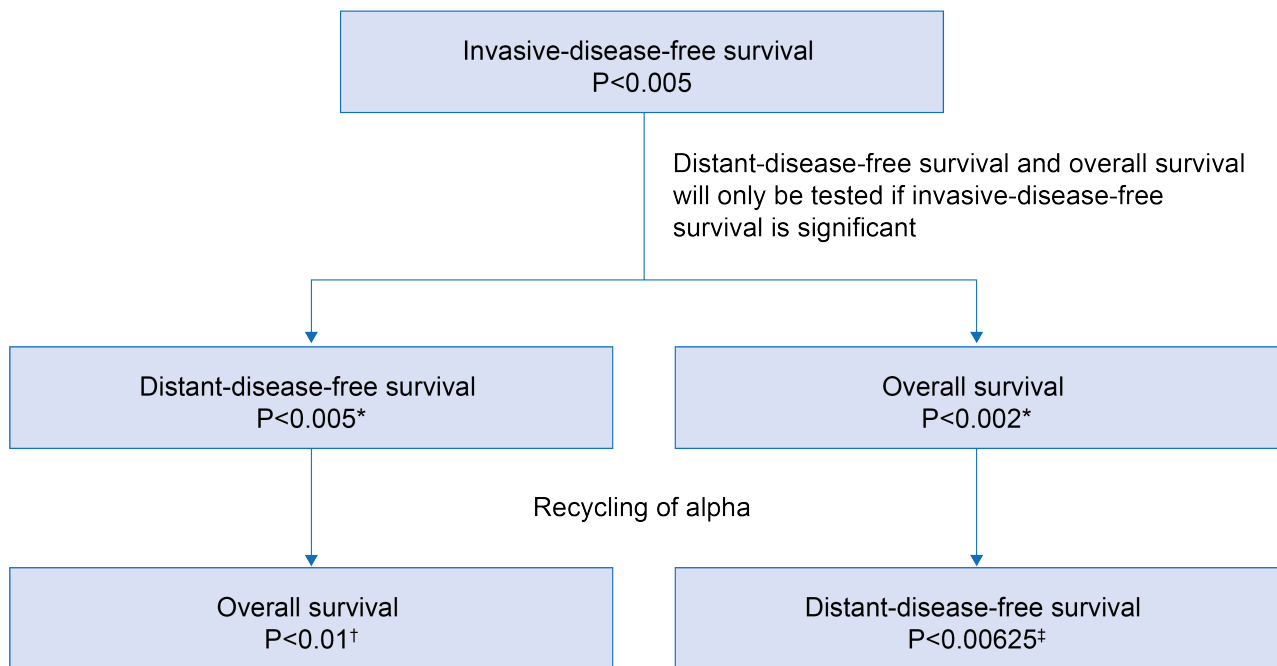 Invasive-disease-free survival
P<0.005
Distant-disease-free survival and overall survival
will only be tested if invasive-disease-free
survival is significant
Distant-disease-free survival
P<0.005*
Overall survival
P<0.002*
Recycling of alpha
Overall survival
P<0.01†
Distant-disease-free survival
P<0.00625‡